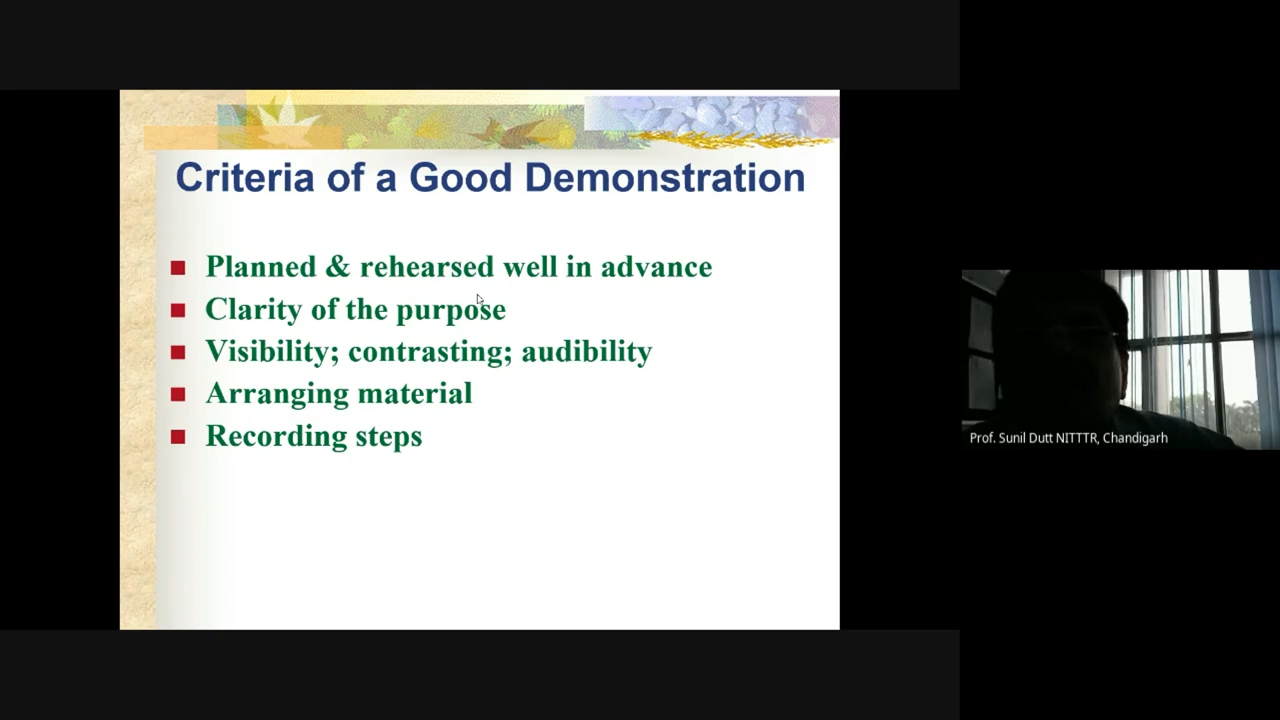 Criteria of a Good Demonstration
Planned & rehearsed well in advance
Clarity of the purpose
Visibility; contrasting; audibility
Arranging material
Recording steps
Prof. Sunil Dutt NITTTR, Chandigarh